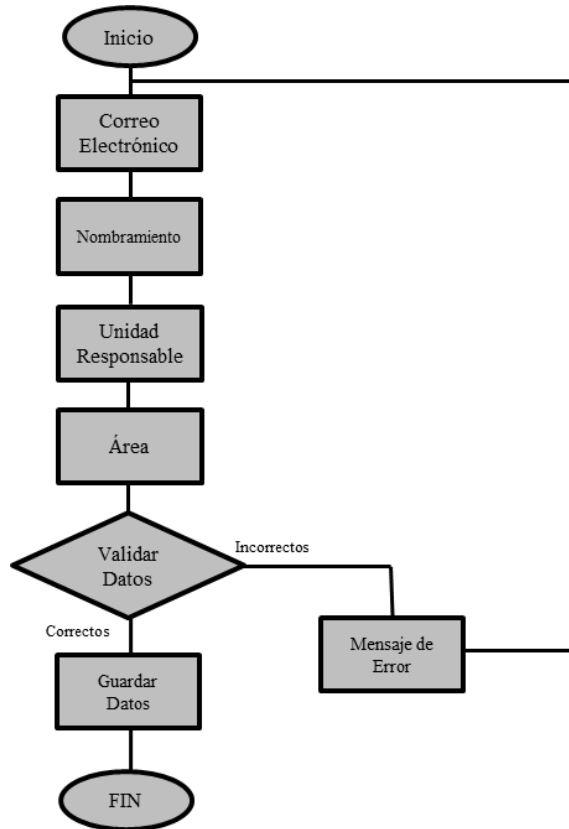 Inicio
Correo
Electrónico
Nombramiento
Unidad
Responsable
Área
Validar
Datos
Incorrectos
Correctos
Mensaje de
Error
Guardar
Datos
FIN